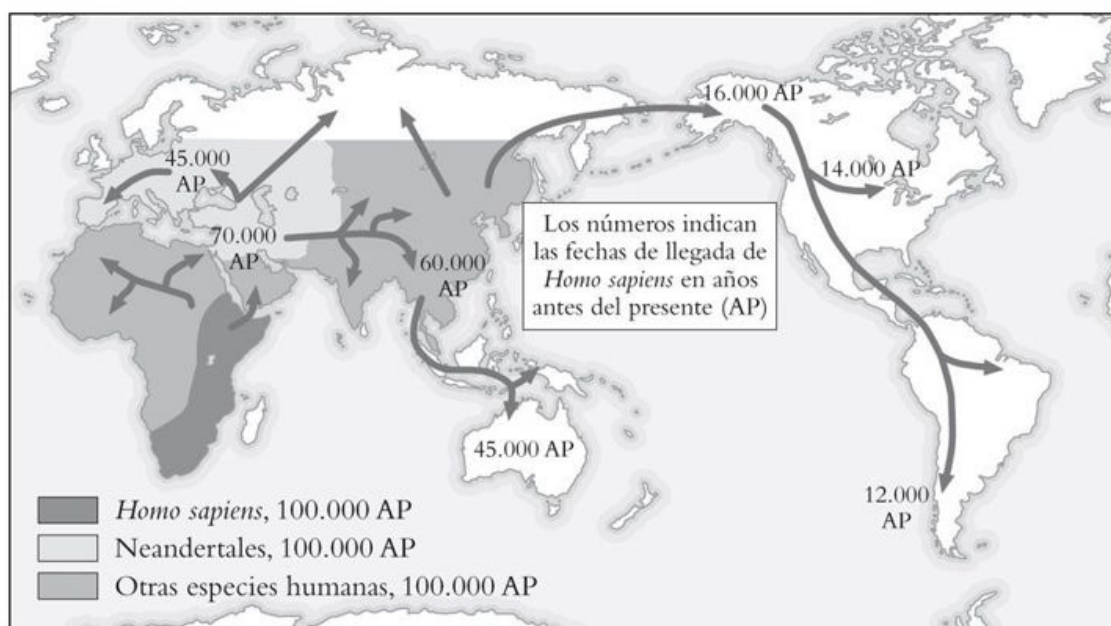 16.000 AP
45.000
AP
14.000 AP
70.000
AP
60.000
AP
Los números indican
las fechas de llegada de
Homo sapiens en años
antes del presente (AP)
45.000 AP
12.000
AP
Homo sapiens, 100.000 AP
Neandertales, 100.000 AP
Otras especies humanas, 100.000 AP